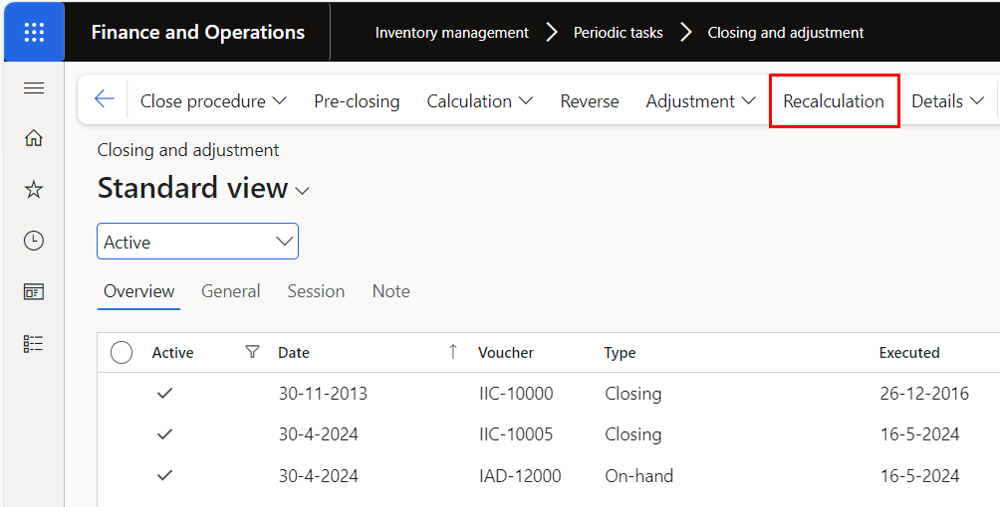 Finance and Operations Inventory management Periodic tasks Closing and adjustment
Close procedure Pre-closing Calculation Reverse Adjustment Recalculation Details
Closing and adjustment
Standard view
Active
Overview General Session Note
Active Date Voucher Type Executed
30-11-2013 IIC-10000 Closing 26-12-2016
30-4-2024 IIC-10005 Closing 16-5-2024
30-4-2024 IAD-12000 On-hand 16-5-2024